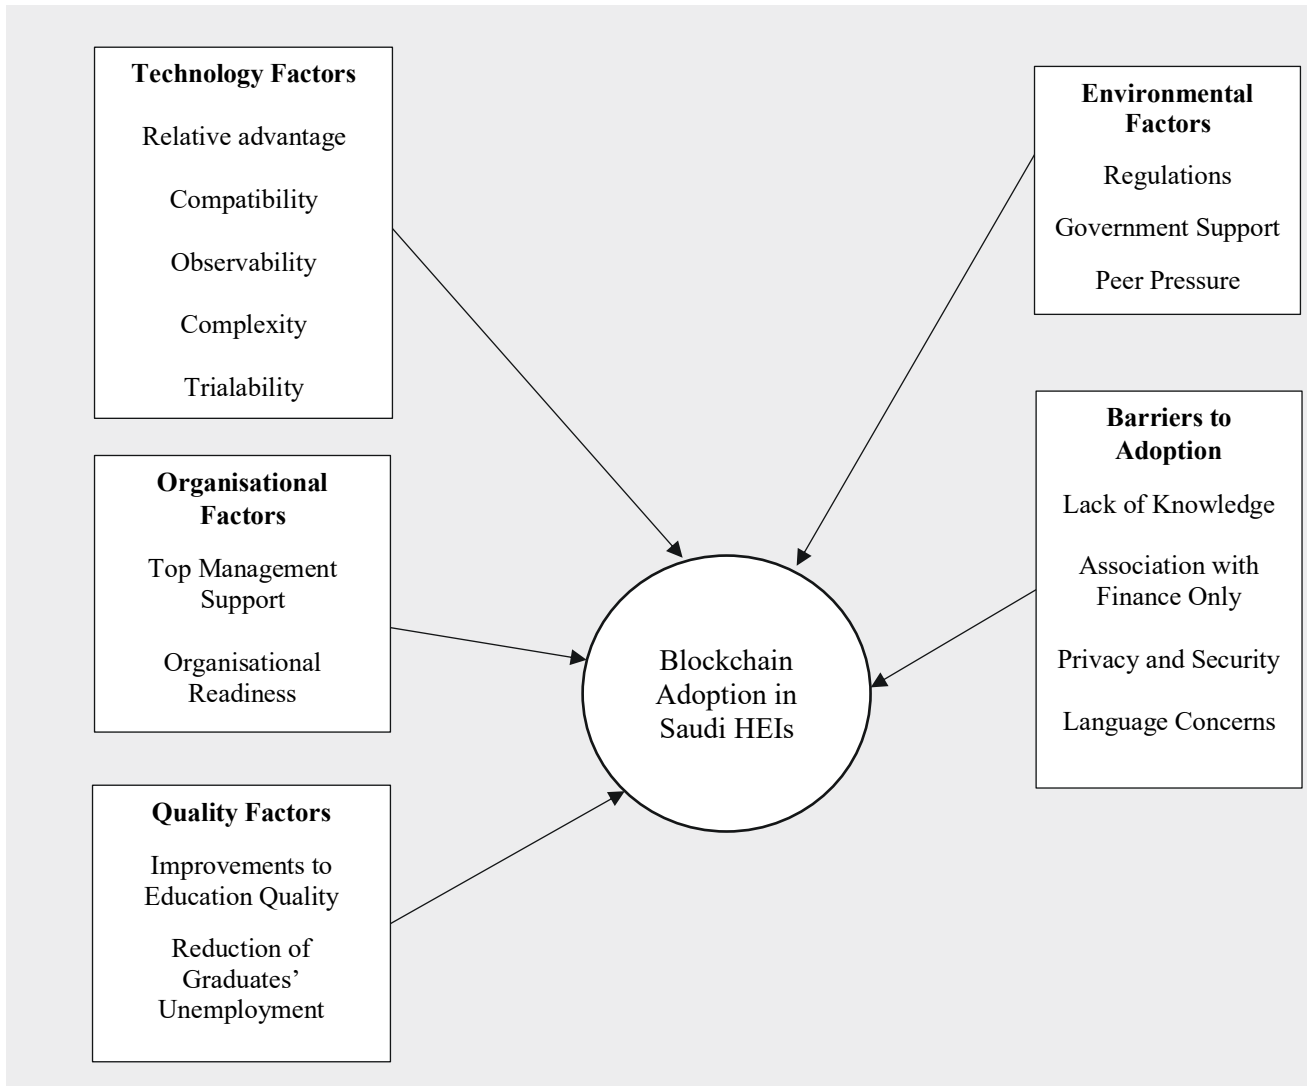 Technology Factors
Relative advantage
Compatibility
Observability
Complexity
Trialability
Organisational
Factors
Top Management
Support
Organisational
Readiness
Quality Factors
Improvements to
Education Quality
Reduction of
Graduates’
Unemployment
Blockchain
Adoption in
Saudi HEIs
Environmental
Factors
Regulations
Government Support
Peer Pressure
Barriers to
Adoption
Lack of Knowledge
Association with
Finance Only
Privacy and Security
Language Concerns